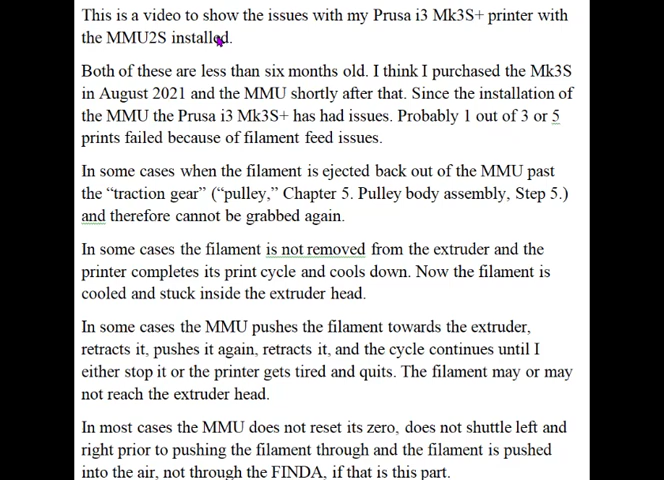 This is a video to show the issues with my Prusa i3 Mk3S+ printer with
the MMU2S installed.
Both of these are less than six months old. I think I purchased the Mk3S
in August 2021 and the MMU shortly after that. Since the installation of
the MMU the Prusa i3 Mk3S+ has had issues. Probably 1 out of 3 or 5
prints failed because of filament feed issues.
In some cases when the filament is ejected back out of the MMU past
the “traction gear” (“pulley,” Chapter 5. Pulley body assembly, Step 5.)
and therefore cannot be grabbed again.
In some cases the filament is not removed from the extruder and the
printer completes its print cycle and cools down. Now the filament is
cooled and stuck inside the extruder head.
In some cases the MMU pushes the filament towards the extruder,
retracts it, pushes it again, retracts it, and the cycle continues until I
either stop it or the printer gets tired and quits. The filament may or may
not reach the extruder head.
In most cases the MMU does not reset its zero, does not shuttle left and
right prior to pushing the filament through and the filament is pushed
into the air, not through the FINDA, if that is this part.